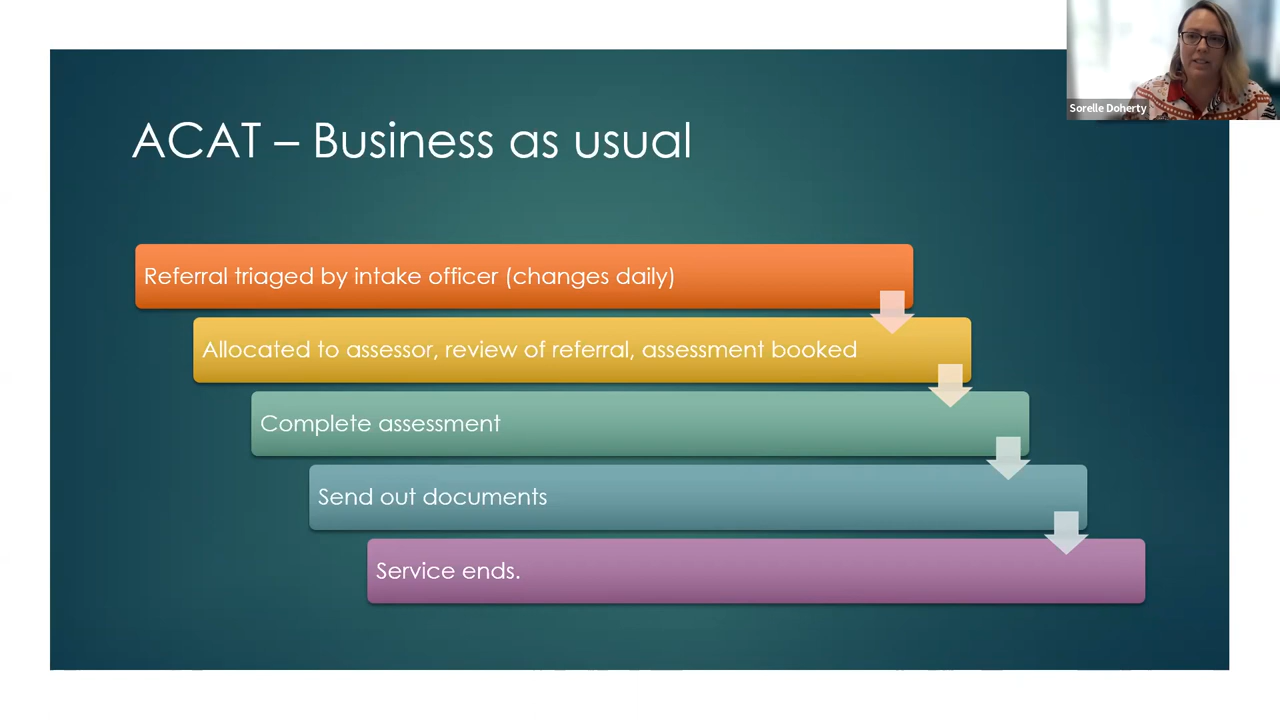 Sorelle Doherty
ACAT – Business as usual
Referral triaged by intake officer (changes daily)
Allocated to assessor, review of referral, assessment booked
Complete assessment
Send out documents
Service ends.